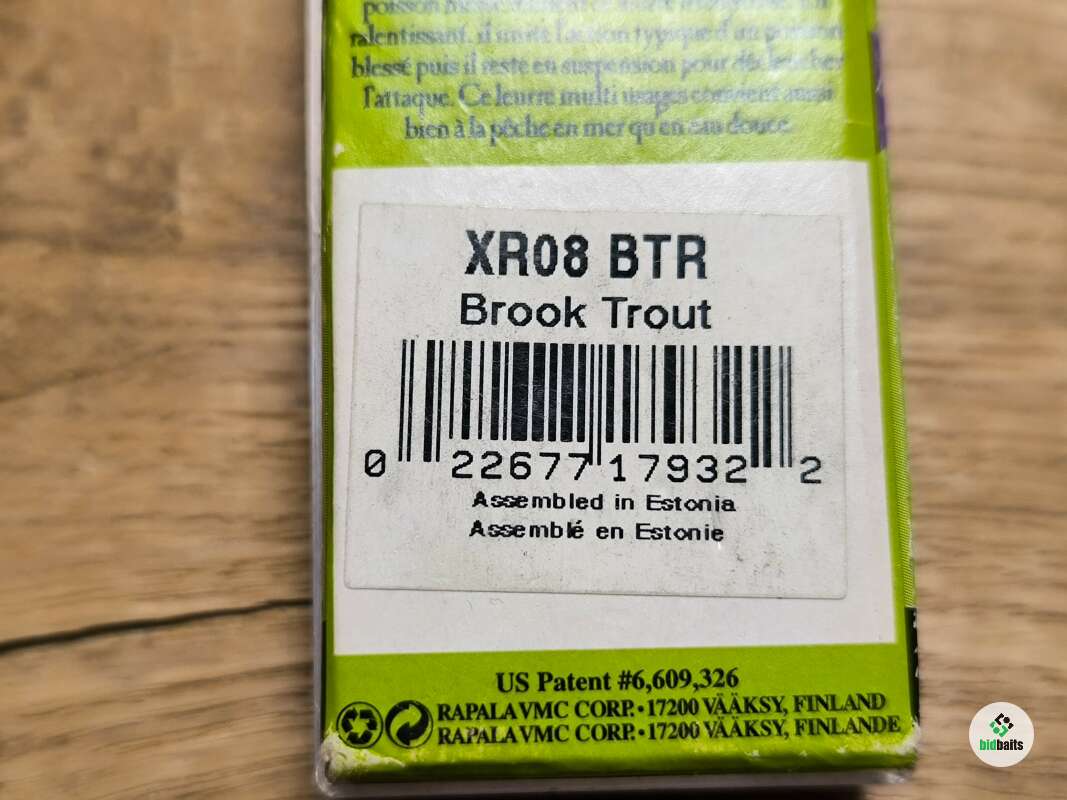 ralentissant, il imite l'action typique d'un poisson
blessé puis il reste en suspension pour déclencher
l'attaque. Ce leurre multi usages convient aussi
bien à la pêche en mer qu'en eau douce.
XR08 BTR
Brook Trout
0 22677 17932 2
Assembled in Estonia
Assemblé en Estonie
US Patent #6,609,326
RAPALA VMC CORP. • 17200 VÄÄKSY, FINLAND
RAPALA VMC CORP. • 17200 VÄÄKSY, FINLANDE
bidbaits